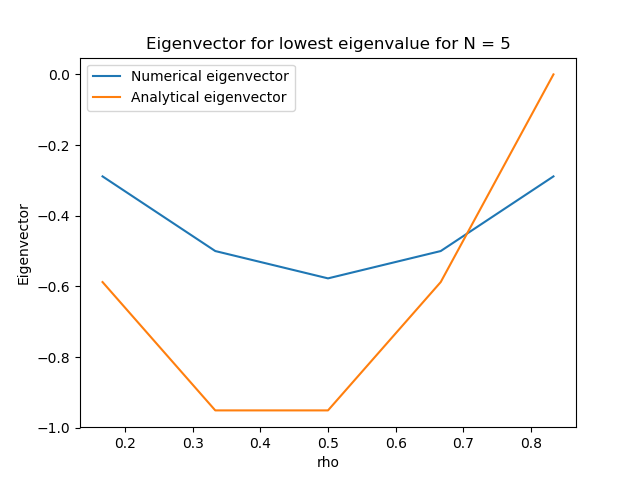 Eigenvector for lowest eigenvalue for N = 5
Numerical eigenvector
Analytical eigenvector
Eigenvector
0.0
−0.2
−0.4
−0.6
−0.8
−1.0
0.2 0.3 0.4 0.5 0.6 0.7 0.8
rho